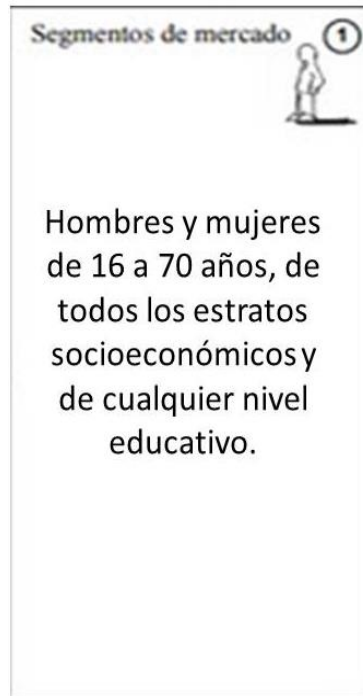 Segmentos de mercado 1
Hombres y mujeres
de 16 a 70 años, de
todos los estratos
socioeconómicos y
de cualquier nivel
educativo.